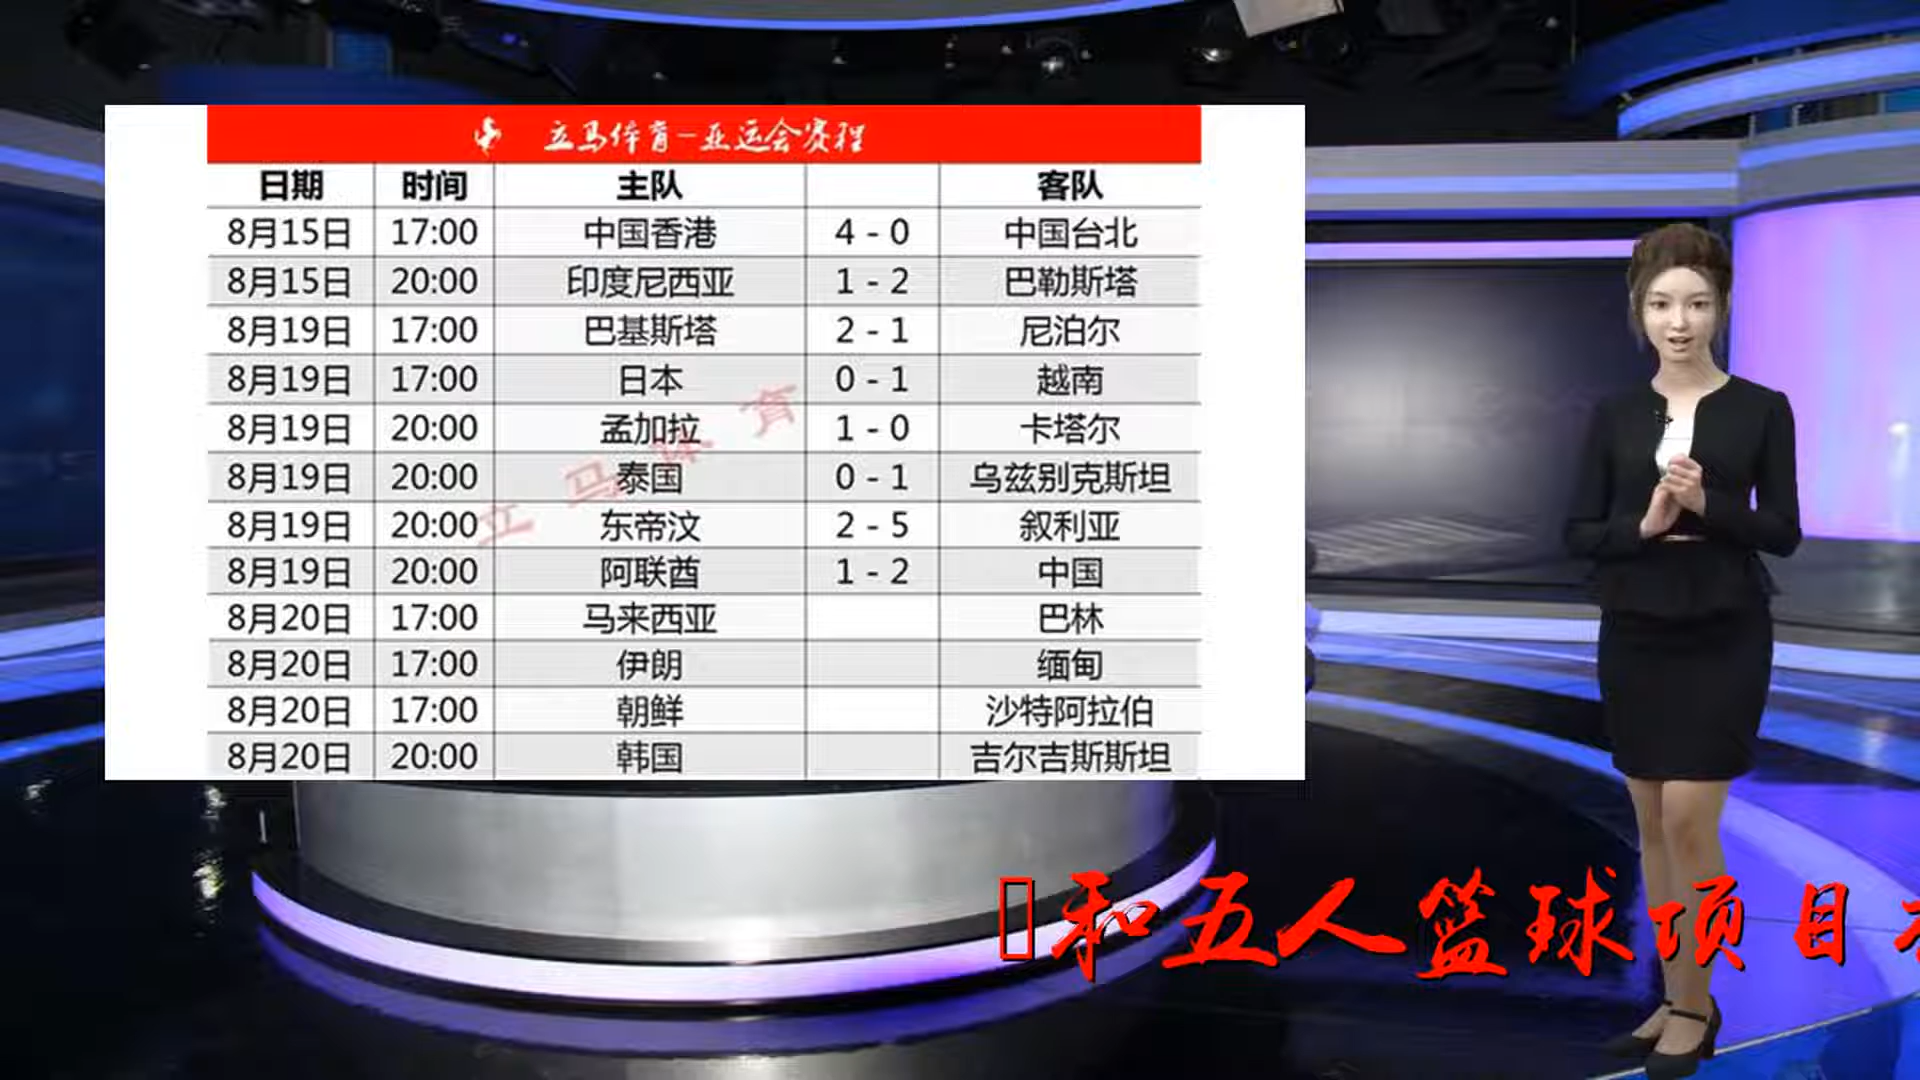 立马体育-亚运会赛程
日期 时间 主队 客队
8月15日 17:00 中国香港 4 - 0 中国台北
8月15日 20:00 印度尼西亚 1 - 2 巴勒斯塔
8月19日 17:00 巴基斯塔 2 - 1 尼泊尔
8月19日 17:00 日本 0 - 1 越南
8月19日 20:00 孟加拉 1 - 0 卡塔尔
8月19日 20:00 泰国 0 - 1 乌兹别克斯坦
8月19日 20:00 东帝汶 2 - 5 叙利亚
8月19日 20:00 阿联酋 1 - 2 中国
8月20日 17:00 马来西亚 巴林
8月20日 17:00 伊朗 缅甸
8月20日 17:00 朝鲜 沙特阿拉伯
8月20日 20:00 韩国 吉尔吉斯斯坦
立马体育
和五人篮球项目